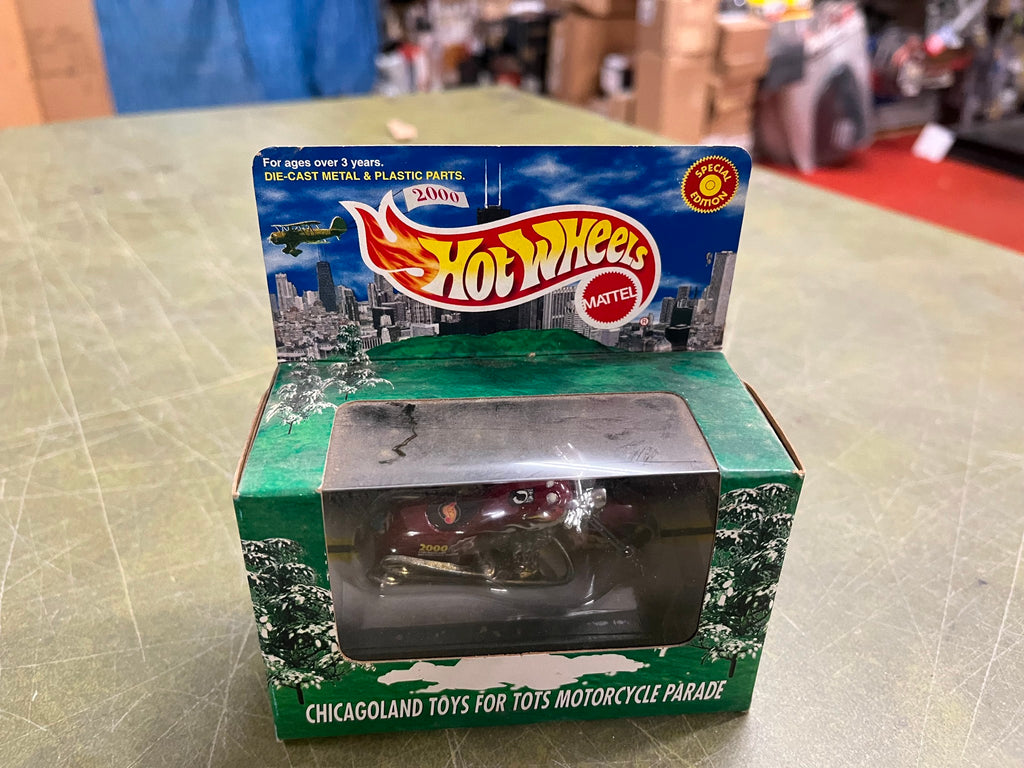 For ages over 3 years.
DIE-CAST METAL & PLASTIC PARTS.
2000
SPECIAL
EDITION
Hot Wheels
MATTEL
2000
CHICAGOLAND TOYS FOR TOTS MOTORCYCLE PARADE